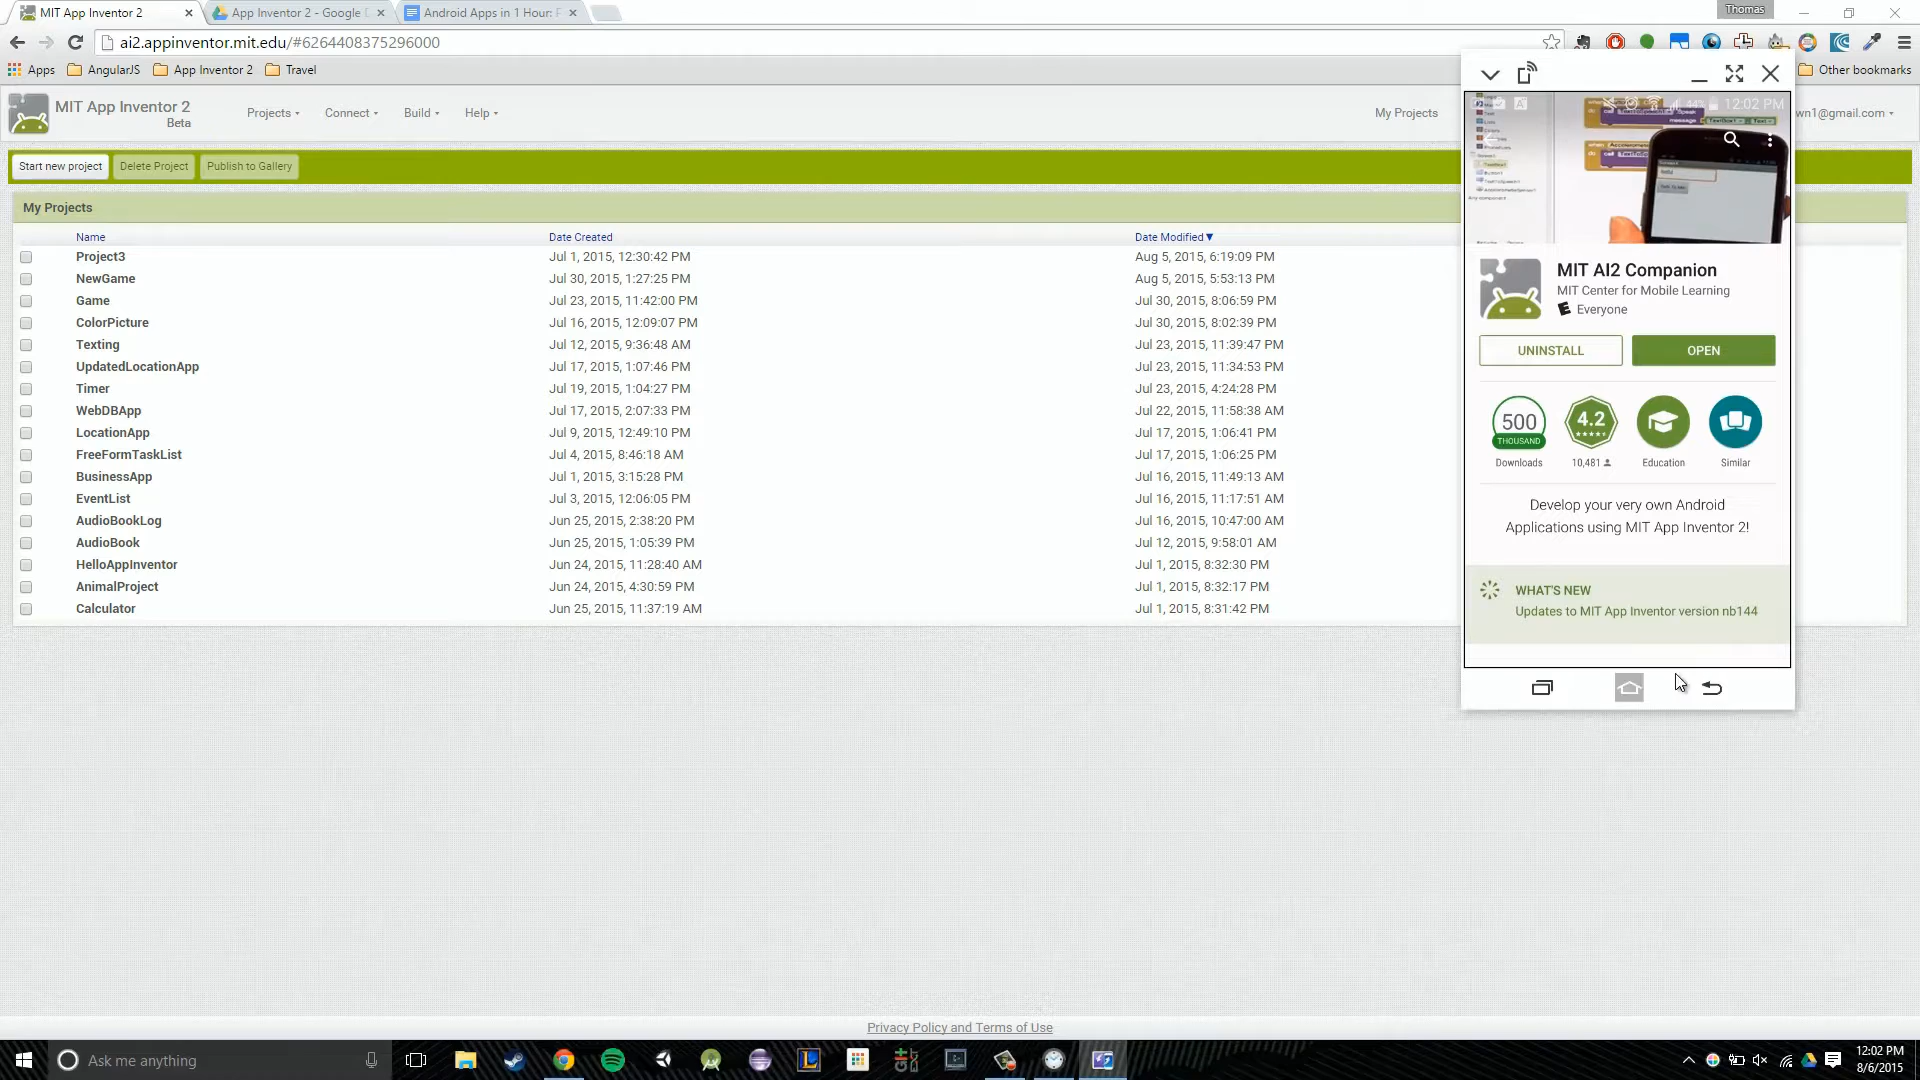 MIT App Inventor 2
App Inventor 2 - Google D
Android Apps in 1 Hour: F
Thomas
ai2.appinventor.mit.edu/#6264408375296000
Apps
AngularJS
App Inventor 2
Travel
Other bookmarks
MIT App Inventor 2
Beta
Projects
Connect
Build
Help
My Projects
wn1@gmail.com
Start new project
Delete Project
Publish to Gallery
My Projects
Name Date Created Date Modified▼
Project3 Jul 1, 2015, 12:30:42 PM Aug 5, 2015, 6:19:09 PM
NewGame Jul 30, 2015, 1:27:25 PM Aug 5, 2015, 5:53:13 PM
Game Jul 23, 2015, 11:42:00 PM Jul 30, 2015, 8:06:59 PM
ColorPicture Jul 16, 2015, 12:09:07 PM Jul 30, 2015, 8:02:39 PM
Texting Jul 12, 2015, 9:36:48 AM Jul 23, 2015, 11:39:47 PM
UpdatedLocationApp Jul 17, 2015, 1:07:46 PM Jul 23, 2015, 11:34:53 PM
Timer Jul 19, 2015, 1:04:27 PM Jul 23, 2015, 4:24:28 PM
WebDBApp Jul 17, 2015, 2:07:33 PM Jul 22, 2015, 11:58:38 AM
LocationApp Jul 9, 2015, 12:49:10 PM Jul 17, 2015, 1:06:41 PM
FreeFormTaskList Jul 4, 2015, 8:46:18 AM Jul 17, 2015, 1:06:25 PM
BusinessApp Jul 1, 2015, 3:15:28 PM Jul 16, 2015, 11:49:13 AM
EventList Jul 3, 2015, 12:06:05 PM Jul 16, 2015, 11:17:51 AM
AudioBookLog Jun 25, 2015, 2:38:20 PM Jul 16, 2015, 10:47:00 AM
AudioBook Jun 25, 2015, 1:05:39 PM Jul 12, 2015, 9:58:01 AM
HelloAppInventor Jun 24, 2015, 11:28:40 AM Jul 1, 2015, 8:32:30 PM
AnimalProject Jun 24, 2015, 4:30:59 PM Jul 1, 2015, 8:32:17 PM
Calculator Jun 25, 2015, 11:37:19 AM Jul 1, 2015, 8:31:42 PM
44% 12:02 PM
MIT AI2 Companion
MIT Center for Mobile Learning
E Everyone
UNINSTALL
OPEN
500
THOUSAND
Downloads
4.2
10,481
Education
Similar
Develop your very own Android
Applications using MIT App Inventor 2!
WHAT'S NEW
Updates to MIT App Inventor version nb144
Privacy Policy and Terms of Use
Ask me anything
12:02 PM
8/6/2015